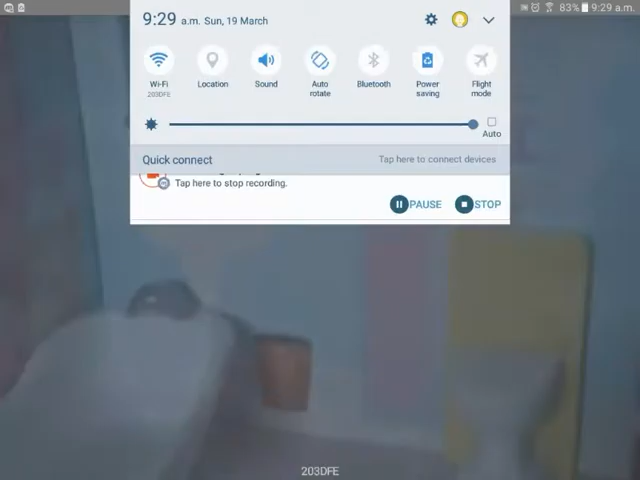 83% 9:29 a.m.
9:29 a.m. Sun, 19 March
Wi-Fi
203DFE
Location
Sound
Auto
rotate
Bluetooth
Power
saving
Flight
mode
Auto
Quick connect
Tap here to connect devices
Tap here to stop recording.
PAUSE
STOP
203DFE